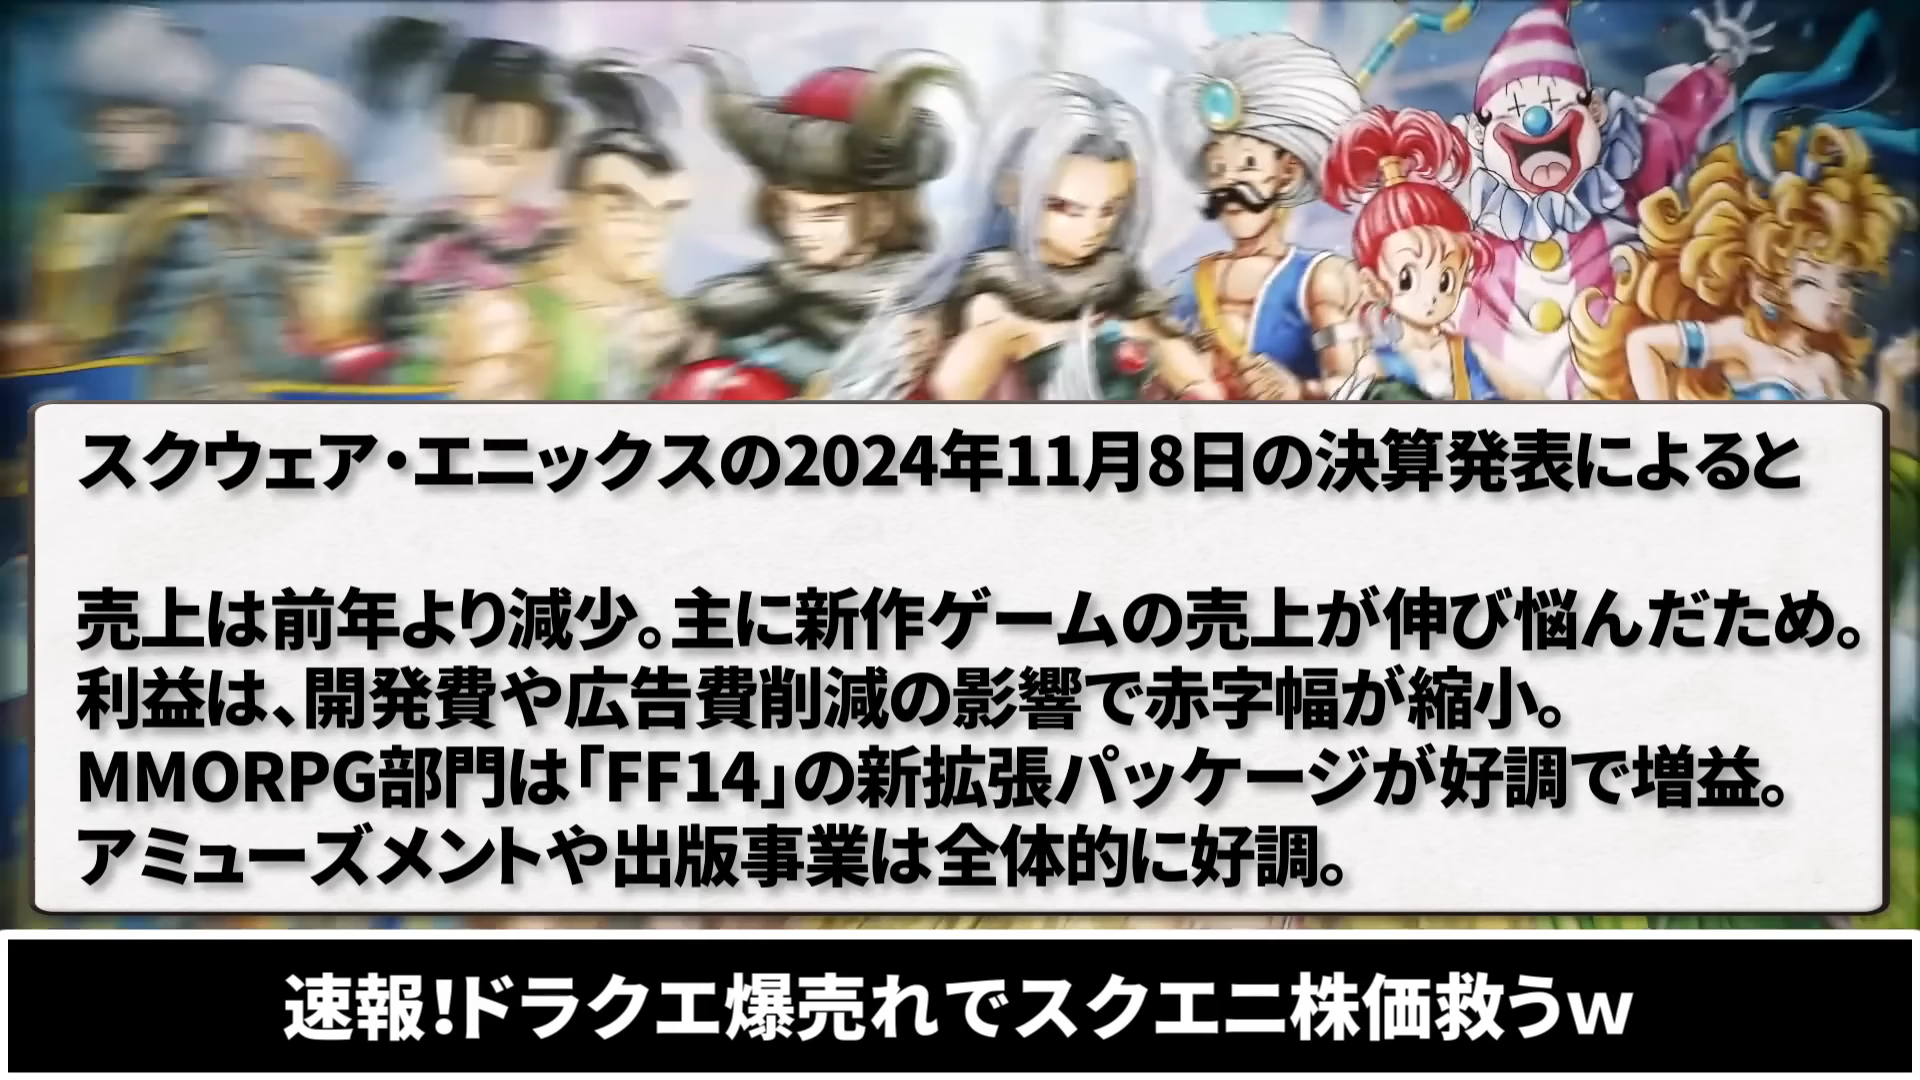 スクウェア・エニックスの2024年11月8日の決算発表によると
売上は前年より減少。主に新作ゲームの売上が伸び悩んだため。
利益は、開発費や広告費削減の影響で赤字幅が縮小。
MMORPG部門は「FF14」の新拡張パッケージが好調で増益。
アミューズメントや出版事業は全体的に好調。
速報!ドラクエ爆売れでスクエニ株価救うw